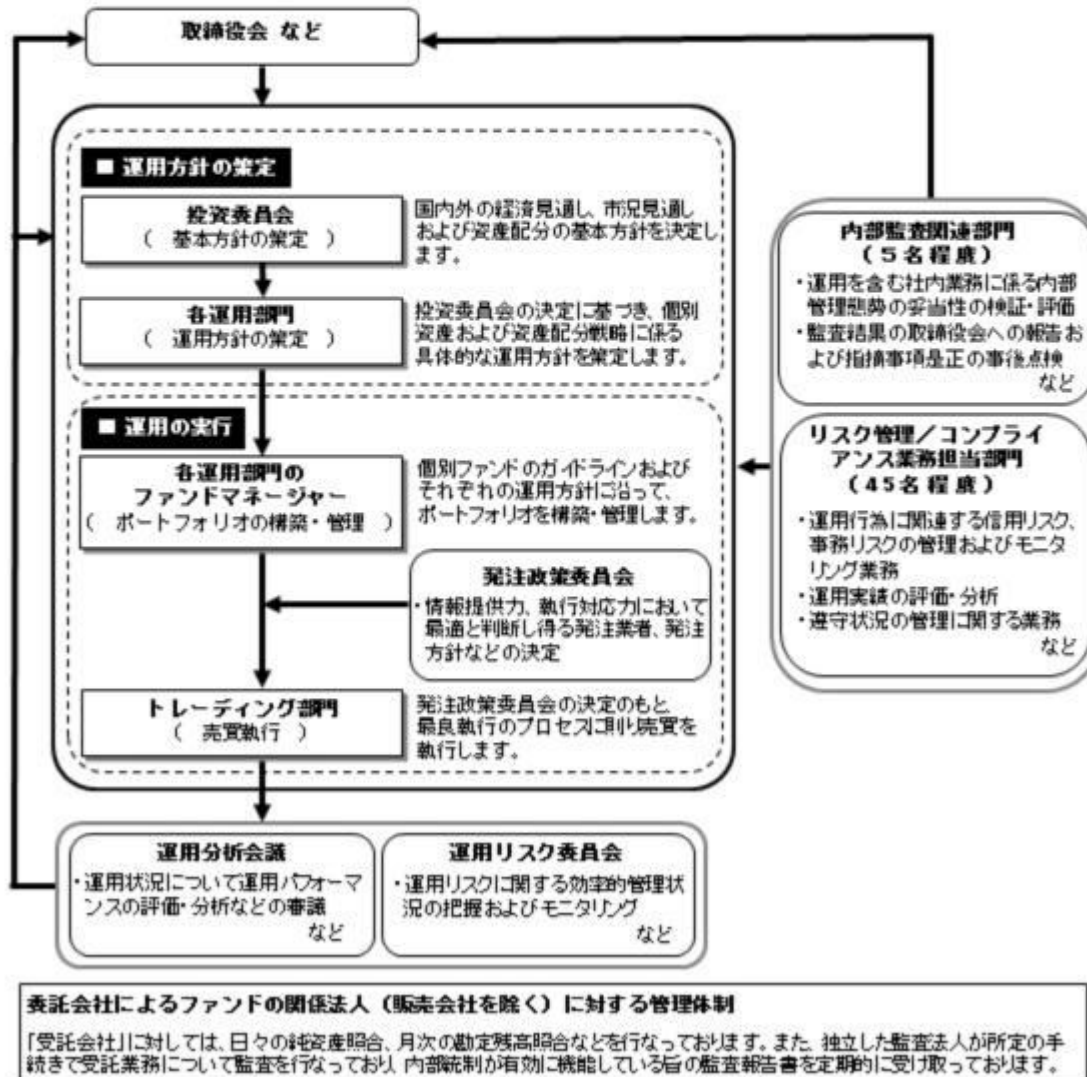 取締役会 など
■ 運用方針の策定
投資委員会
（ 基本方針の策定 ）
国内外の経済見通し、市況見通し
および資産配分の基本方針を決定し
ます。
各運用部門
（ 運用方針の策定 ）
投資委員会の決定に基づき、個別
資産および資産配分戦略に係る
具体的な運用方針を策定します。
■ 運用の実行
各運用部門の
ファンドマネージャー
（ ポートフォリオの構築・管理 ）
個別ファンドのガイドラインおよび
それぞれの運用方針に沿って、
ポートフォリオを構築・管理します。
発注政策委員会
・情報提供力、執行対応力において
最適と判断し得る発注業者、発注
方針などの決定
トレーディング部門
（ 売買執行 ）
発注政策委員会の決定のもと
最良執行のプロセスに則り売買を
執行します。
内部監査関連部門
（5名程度）
・運用を含む社内業務に係る内部
管理態勢の妥当性の検証・評価
・監査結果の取締役会への報告お
よび指摘事項是正の事後点検
など
リスク管理／コンプライ
アンス業務担当部門
（45名程度）
・運用行為に関連する信用リスク、
事務リスクの管理およびモニタ
リング業務
・運用実績の評価・分析
・遵守状況の管理に関する業務
など
運用分析会議
・運用状況について運用パフォーマ
ンスの評価・分析などの審議
など
運用リスク委員会
・運用リスクに関する効率的管理状
況の把握およびモニタリング
など
委託会社によるファンドの関係法人（販売会社を除く）に対する管理体制
「受託会社」に対しては、日々の純資産照合、月次の勘定残高照合などを行なっております。また、独立した監査法人が所定の手
続きで受託業務について監査を行なっており、内部統制が有効に機能している旨の監査報告書を定期的に受け取っております。